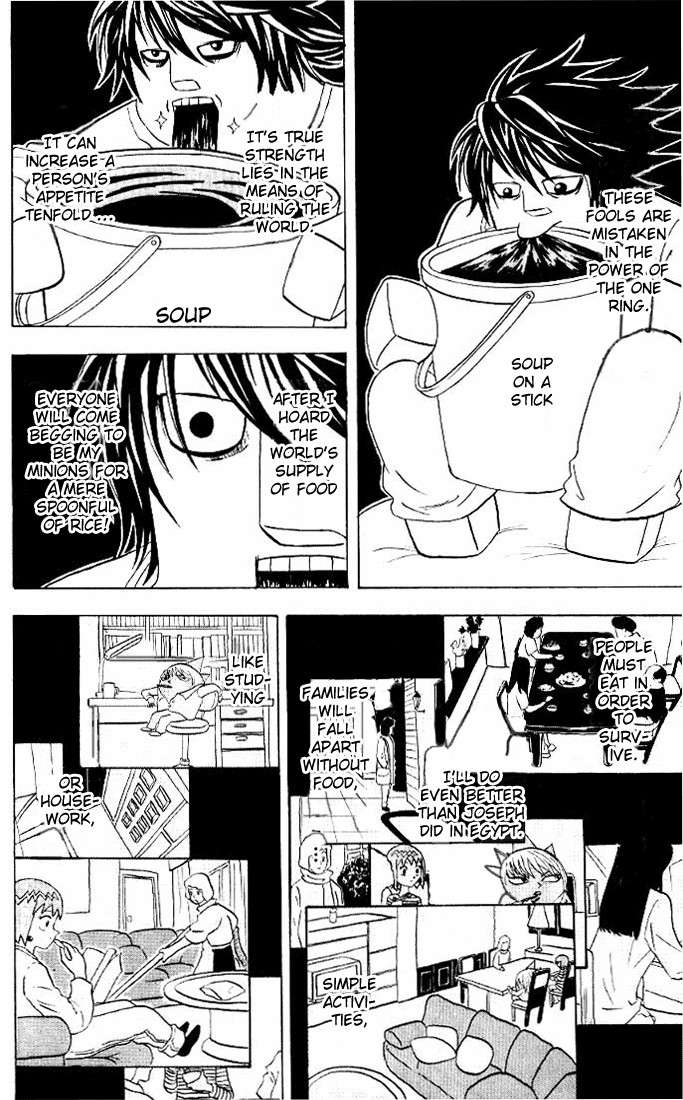 THESE
FOOLS ARE
MISTAKEN
IN THE
POWER OF
THE ONE
RING.
SOUP
ON A
STICK
IT'S TRUE
STRENGTH
LIES IN THE
MEANS OF
RULING THE
WORLD.
IT CAN
INCREASE A
PERSON'S
APPETITE
TENFOLD ...
SOUP
AFTER I
HOARD
THE
WORLD'S
SUPPLY
OF FOOD
EVERYONE
WILL COME
BEGGING TO
BE MY
MINIONS FOR
A MERE
SPOONFUL
OF RICE!
PEOPLE
MUST
EAT IN
ORDER
TO
SURV-
IVE.
FAMILIES
WILL
FALL
APART
WITHOUT
FOOD,
I'LL DO
EVEN BETTER
THAN JOSEPH
DID IN EGYPT.
SIMPLE
ACTIVI-
TIES,
LIKE
STUD-
YING
OR
HOUSE-
WORK,